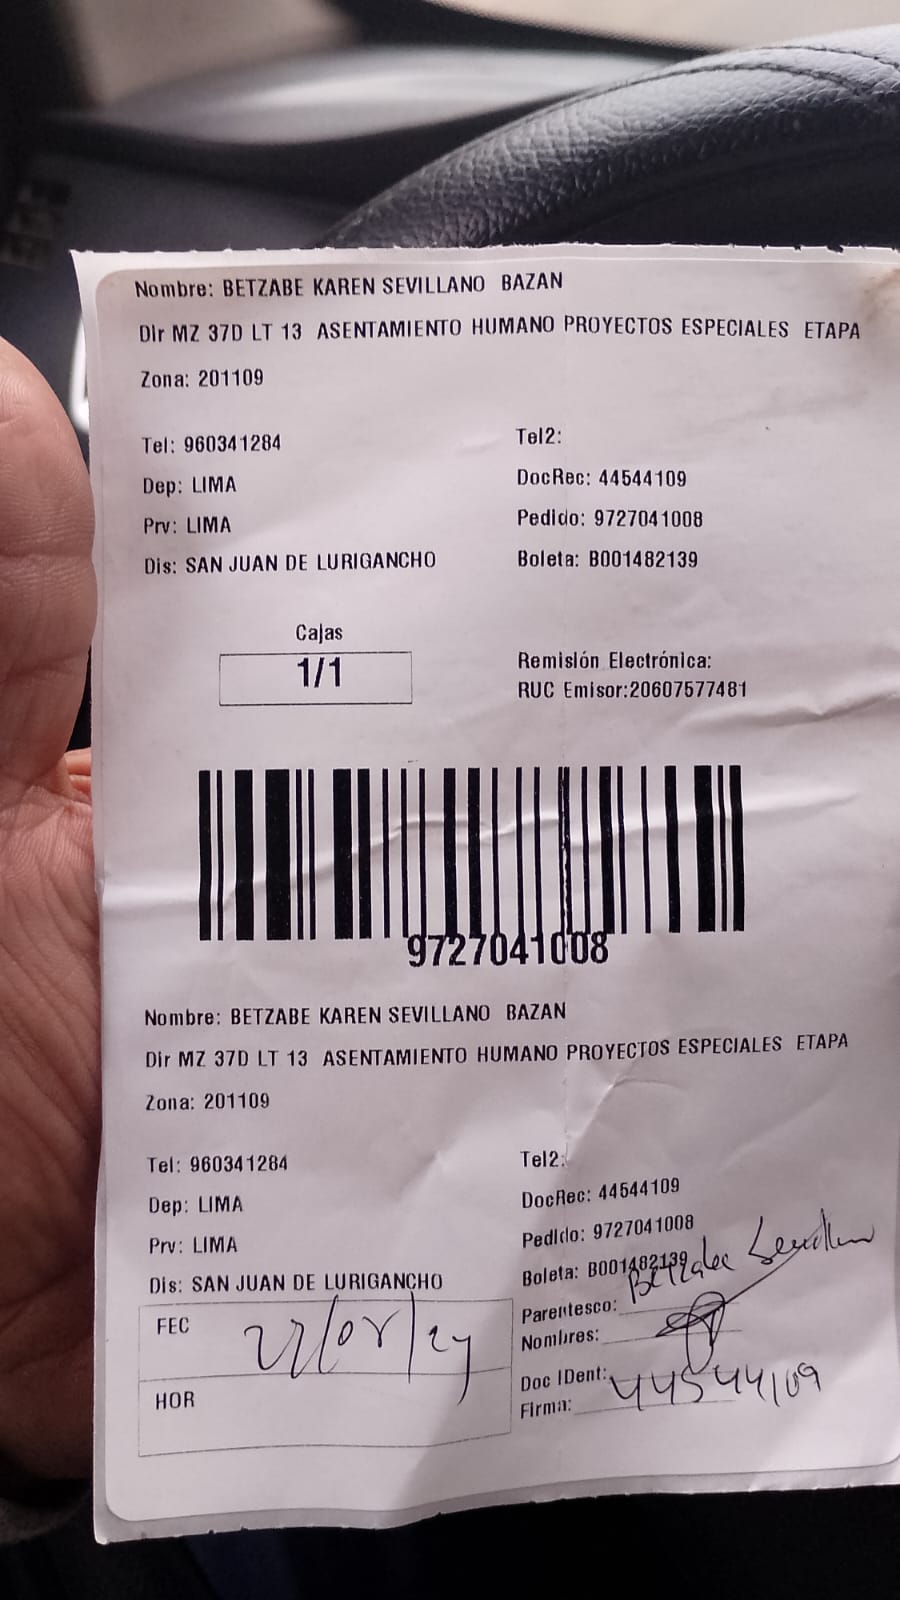 Nombre: BETZABE KAREN SEVILLANO BAZAN
Dir MZ 37D LT 13 ASENTAMIENTO HUMANO PROYECTOS ESPECIALES ETAPA
Zona: 201109
Tel: 960341284 Tel2:
Dep: LIMA DocRec: 44544109
Prv: LIMA Pedido: 9727041008
Dis: SAN JUAN DE LURIGANCHO Boleta: B001482139
Cajas
1/1
Remisión Electrónica:
RUC Emisor:20607577481
9727041008
Nombre: BETZABE KAREN SEVILLANO BAZAN
Dir MZ 37D LT 13 ASENTAMIENTO HUMANO PROYECTOS ESPECIALES ETAPA
Zona: 201109
Tel: 960341284 Tel2:
Dep: LIMA DocRec: 44544109
Prv: LIMA Pedido: 9727041008
Dis: SAN JUAN DE LURIGANCHO Boleta: B001482139
Parentesco: Betzabe Sevillano
FEC
Nombres:
Doc IDent: 44544109
HOR
Firma: